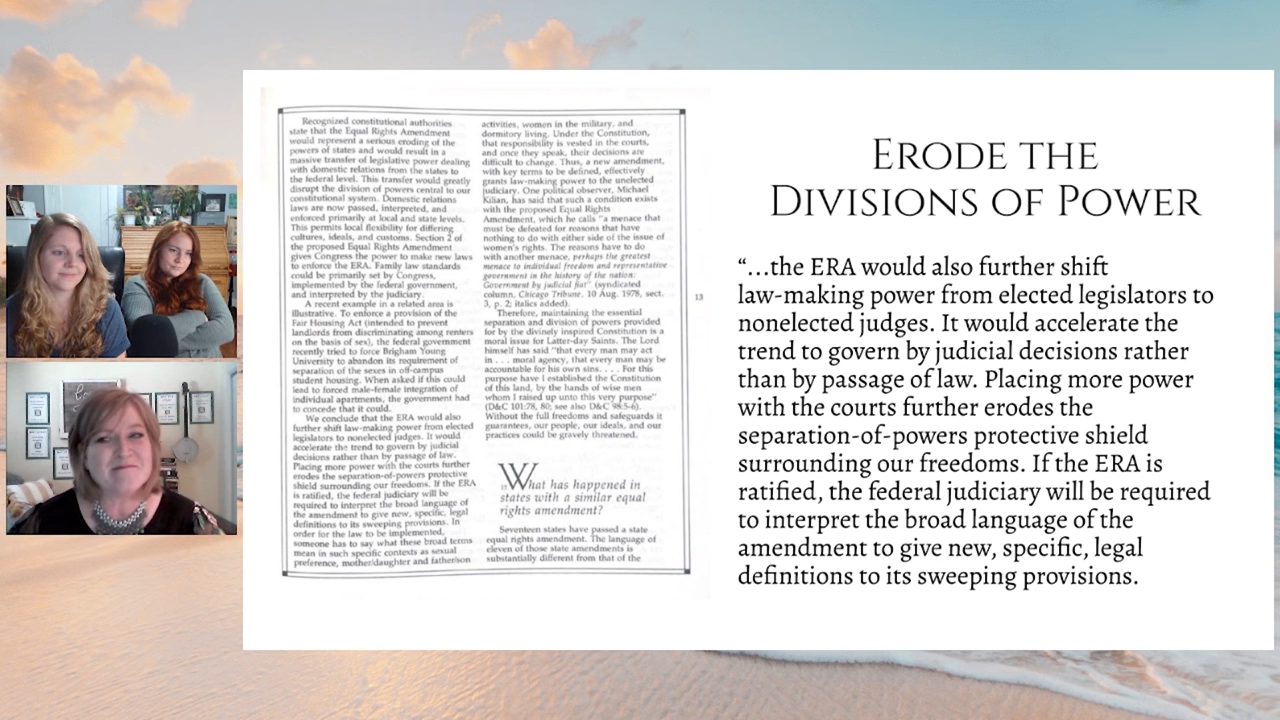 Recognized constitutional authorities
state that the Equal Rights Amendment
would represent a serious eroding of the
powers of states and would result in a
massive transfer of legislative power dealing
with domestic relations from the states to
the federal level. This transfer would greatly
disrupt the division of powers central to our
constitutional system. Domestic relations
laws are now passed, interpreted, and
enforced primarily at local and state levels.
This permits local flexibility for differing
cultures, ideals, and customs. Section 2 of
the proposed Equal Rights Amendment
gives Congress the power to make new laws
to enforce the ERA. Family law standards
could be primarily set by Congress,
implemented by the federal government,
and interpreted by the judiciary.
A recent example in a related area is
illustrative. To enforce a provision of the
Fair Housing Act (intended to prevent
landlords from discriminating among renters
on the basis of sex), the federal government
recently tried to force Brigham Young
University to abandon its requirement of
separation of the sexes in off-campus
student housing. When asked if this could
lead to forced male-female integration of
individual apartments, the government had
to concede that it could.
We conclude that the ERA would also
further shift law-making power from elected
legislators to nonelected judges. It would
accelerate the trend to govern by judicial
decisions rather than by passage of law.
Placing more power with the courts further
erodes the separation-of-powers protective
shield surrounding our freedoms. If the ERA
is ratified, the federal judiciary will be
required to interpret the broad language of
the amendment to give new, specific, legal
definitions to its sweeping provisions. In
order for the law to be implemented,
someone has to say what these broad terms
mean in such specific contexts as sexual
preference, mother/daughter and father/son
activities, women in the military, and
dormitory living. Under the Constitution,
that responsibility is vested in the courts,
and once they speak, their decisions are
difficult to change. Thus, a new amendment,
with key terms to be defined, effectively
grants law-making power to the unelected
judiciary. One political observer, Michael
Kilian, has said that such a condition exists
with the proposed Equal Rights
Amendment, which he calls "a menace that
must be defeated for reasons that have
nothing to do with either side of the issue of
women's rights. The reasons have to do
with another menace, perhaps the greatest
menace to individual freedom and representative
government in the history of the nation:
Government by judicial fiat" (syndicated
column, Chicago Tribune, 10 Aug. 1978, sect.
3, p. 2; italics added).
Therefore, maintaining the essential
separation and division of powers provided
for by the divinely inspired Constitution is a
moral issue for Latter-day Saints. The Lord
himself has said "that every man may act
in . . . moral agency, that every man may be
accountable for his own sins. . . . For this
purpose have I established the Constitution
of this land, by the hands of wise men
whom I raised up unto this very purpose"
(D&C 101:78, 80; see also D&C 98:5-6).
Without the full freedoms and safeguards it
guarantees, our people, our ideals, and our
practices could be gravely threatened.
What has happened in
states with a similar equal
rights amendment?
Seventeen states have passed a state
equal rights amendment. The language of
eleven of those state amendments is
substantially different from that of the
13
ERODE THE
DIVISIONS OF POWER
“…the ERA would also further shift
law-making power from elected legislators to
nonelected judges. It would accelerate the
trend to govern by judicial decisions rather
than by passage of law. Placing more power
with the courts further erodes the
separation-of-powers protective shield
surrounding our freedoms. If the ERA is
ratified, the federal judiciary will be required
to interpret the broad language of the
amendment to give new, specific, legal
definitions to its sweeping provisions.